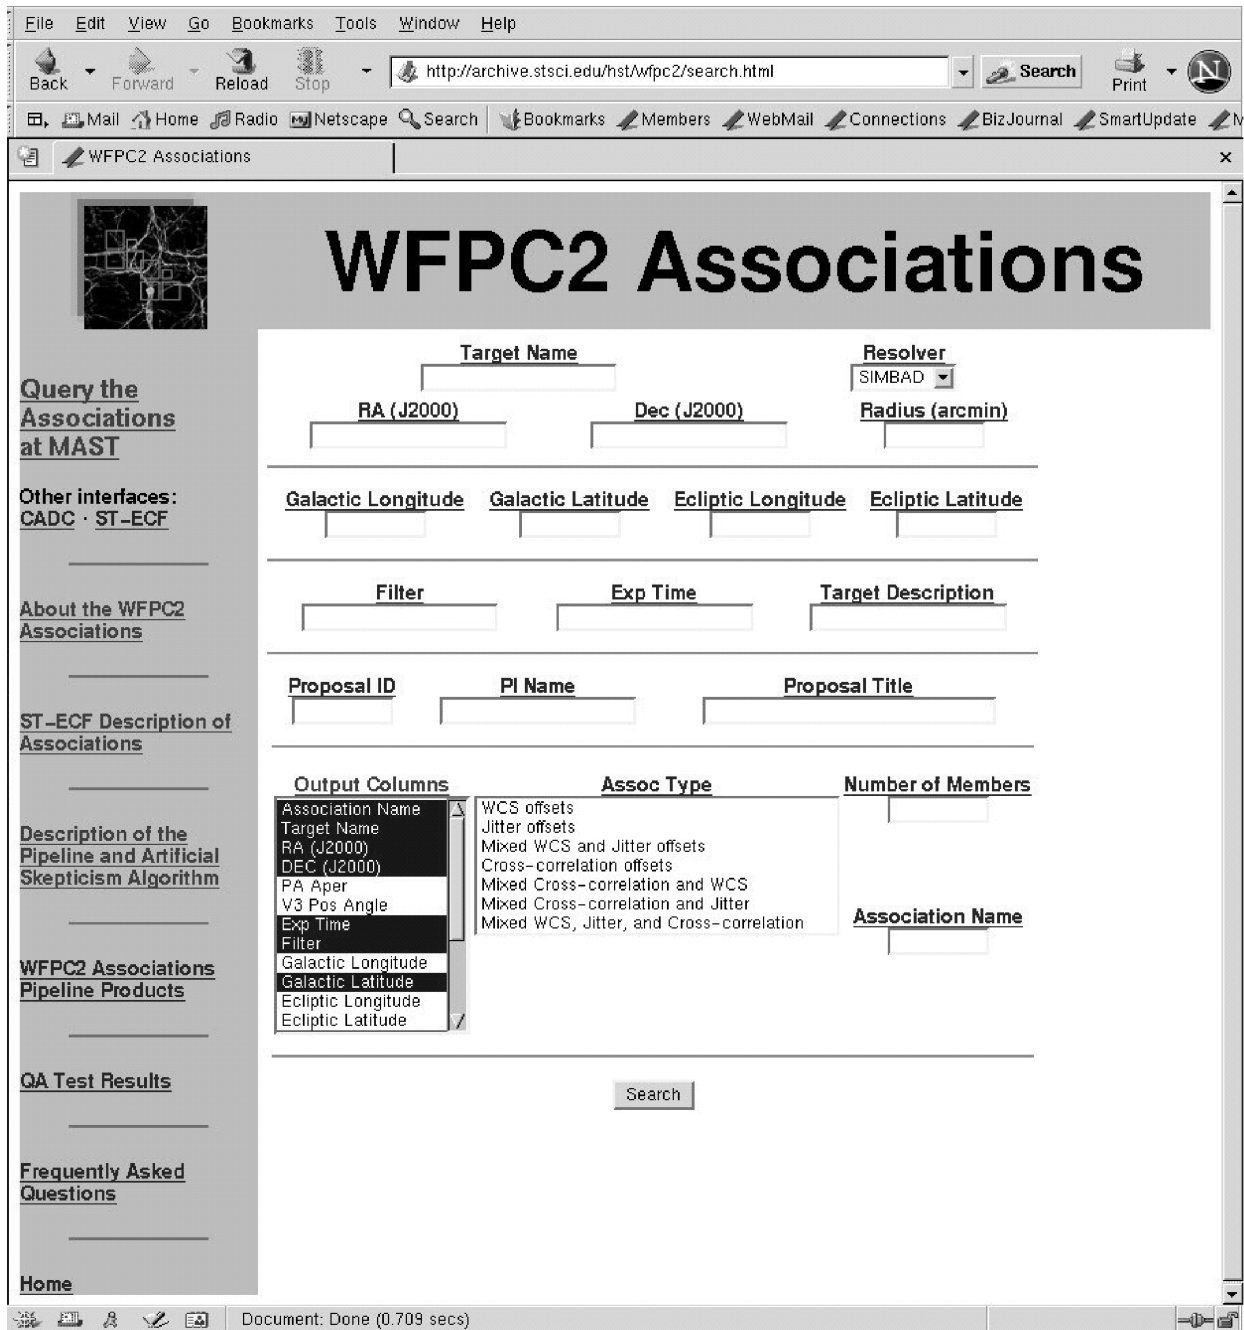 File Edit View Go Bookmarks Tools Window Help
Back Forward Reload Stop http://archive.stsci.edu/hst/wfpc2/search.html Search Print N
Mail Home Radio Netscape Search Bookmarks Members WebMail Connections BizJournal SmartUpdate
WFPC2 Associations
WFPC2 Associations
Query the
Associations
at MAST
Other interfaces:
CADC · ST-ECF
About the WFPC2
Associations
ST-ECF Description of
Associations
Description of the
Pipeline and Artificial
Skepticism Algorithm
WFPC2 Associations
Pipeline Products
QA Test Results
Frequently Asked
Questions
Home
Target Name Resolver
SIMBAD
RA (J2000) Dec (J2000) Radius (arcmin)
Galactic Longitude Galactic Latitude Ecliptic Longitude Ecliptic Latitude
Filter Exp Time Target Description
Proposal ID PI Name Proposal Title
Output Columns Assoc Type Number of Members
Association Name
Target Name
RA (J2000)
DEC (J2000)
PA Aper
V3 Pos Angle
Exp Time
Filter
Galactic Longitude
Galactic Latitude
Ecliptic Longitude
Ecliptic Latitude
WCS offsets
Jitter offsets
Mixed WCS and Jitter offsets
Cross-correlation offsets
Mixed Cross-correlation and WCS
Mixed Cross-correlation and Jitter
Mixed WCS, Jitter, and Cross-correlation
Association Name
Search
Document: Done (0.709 secs)